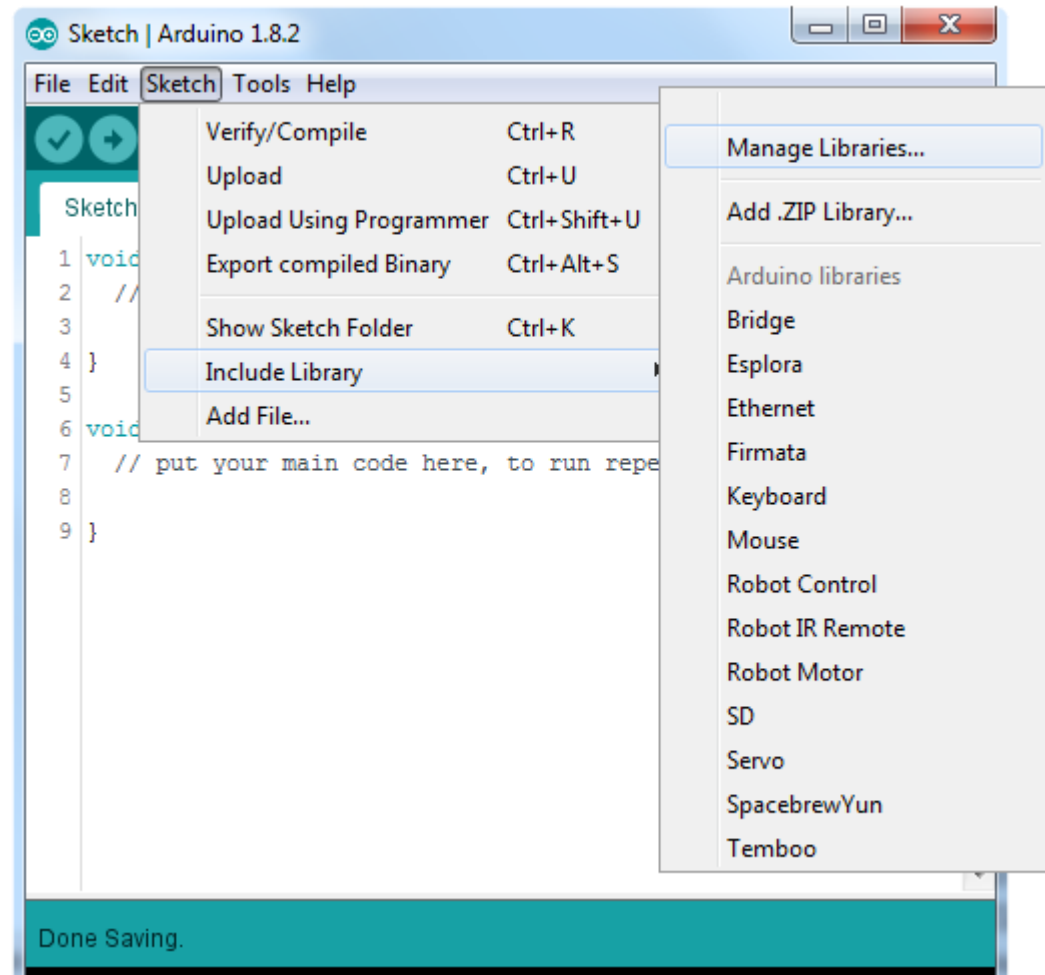 Sketch | Arduino 1.8.2
File Edit Sketch Tools Help
Verify/Compile Ctrl+R
Upload Ctrl+U
Upload Using Programmer Ctrl+Shift+U
Export compiled Binary Ctrl+Alt+S
Show Sketch Folder Ctrl+K
Include Library
Add File...
Manage Libraries...
Add .ZIP Library...
Arduino libraries
Bridge
Esplora
Ethernet
Firmata
Keyboard
Mouse
Robot Control
Robot IR Remote
Robot Motor
SD
Servo
SpacebrewYun
Temboo
Sketch
1 void
2 //
3
4 }
5
6 void
7 // put your main code here, to run repe
8
9 }
Done Saving.